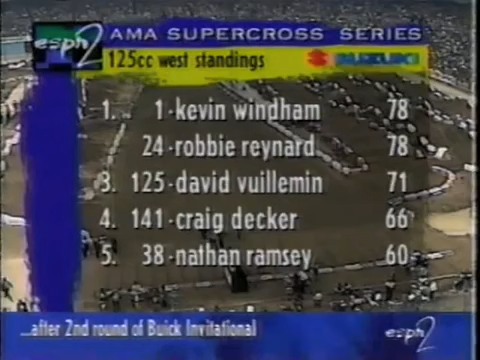 espn2 AMA SUPERCROSS SERIES
125cc west standings SUZUKI
1. 1-kevin windham 78
24-robbie reynard 78
3. 125-david vuillemin 71
4. 141-craig decker 66
5. 38-nathan ramsey 60
...after 2nd round of Buick Invitational espn2